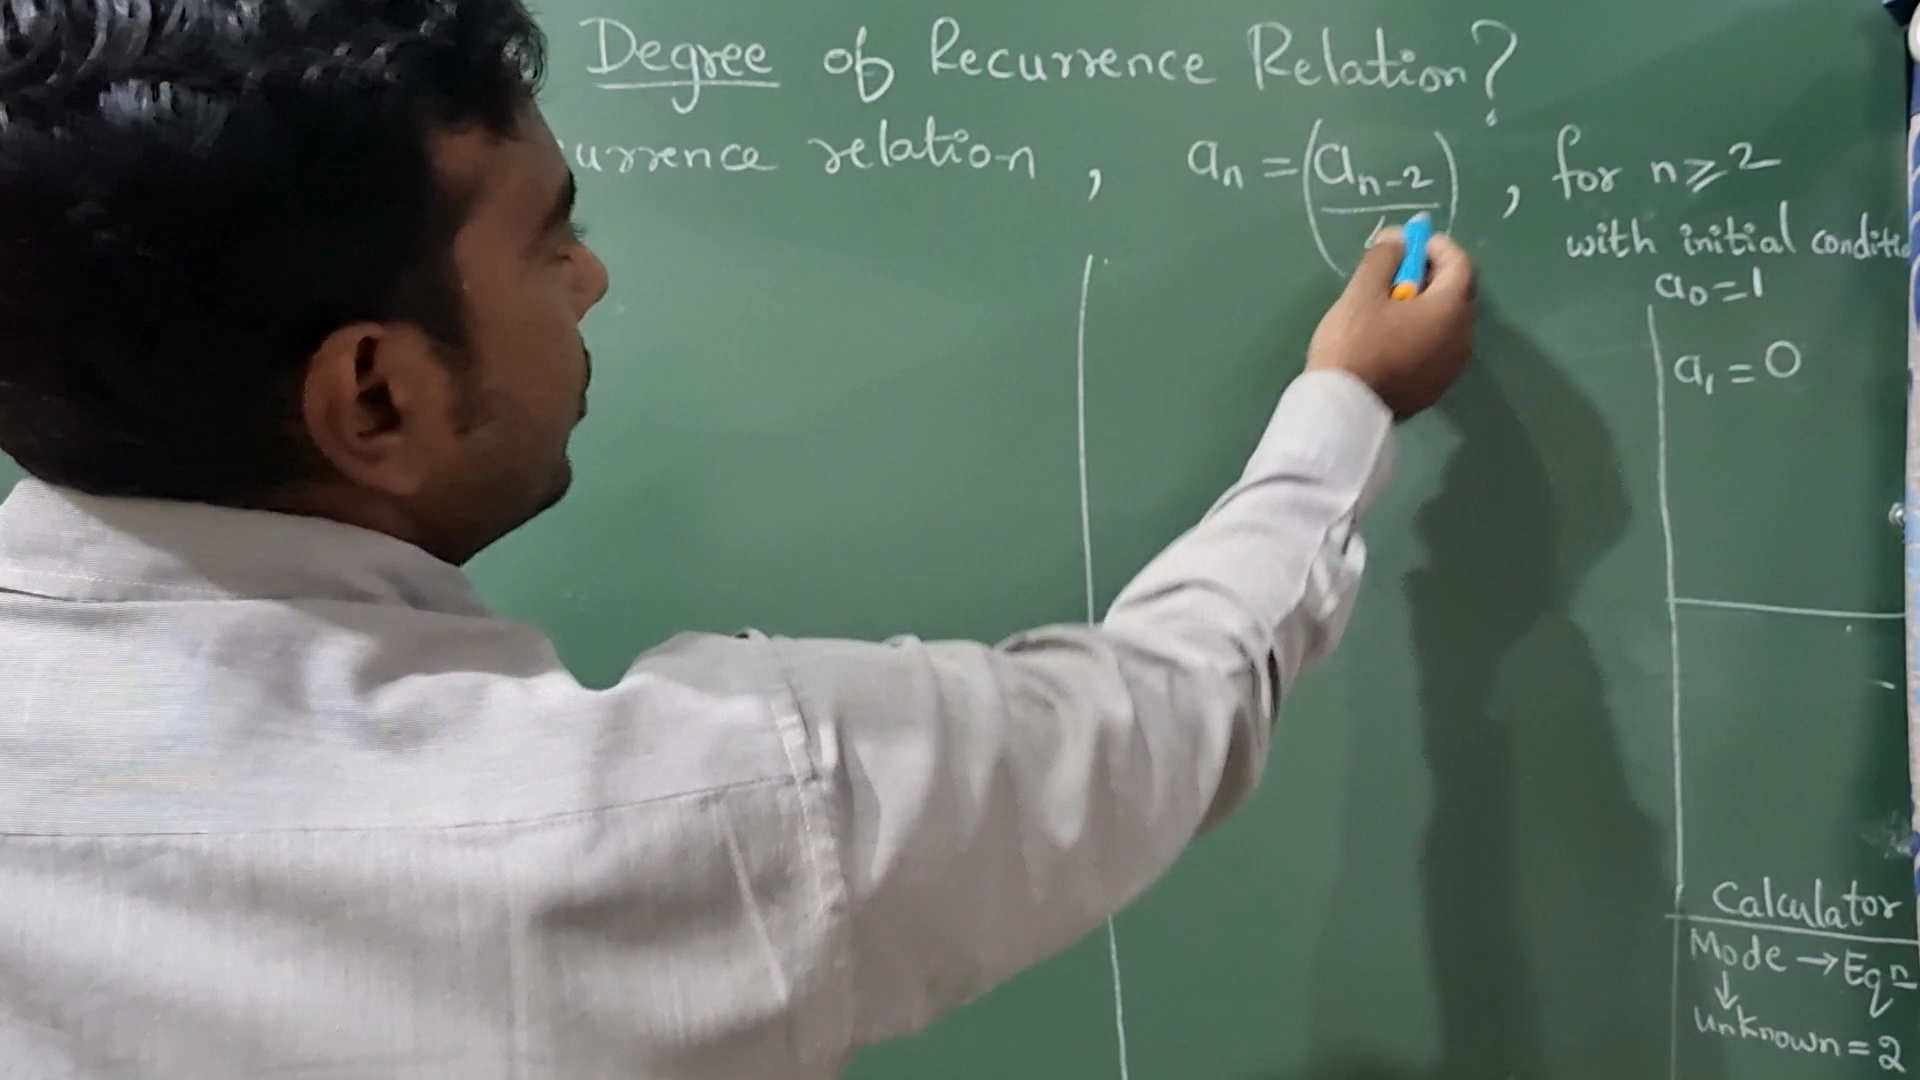 Degree of Recurrence Relation?
urrence relation, aₙ = (aₙ₋₂/
, for n ≥ 2
with initial conditi
a₀ = 1
a₁ = 0
Calculator
Mode → Eqⁿ
↓
Unknown = 2